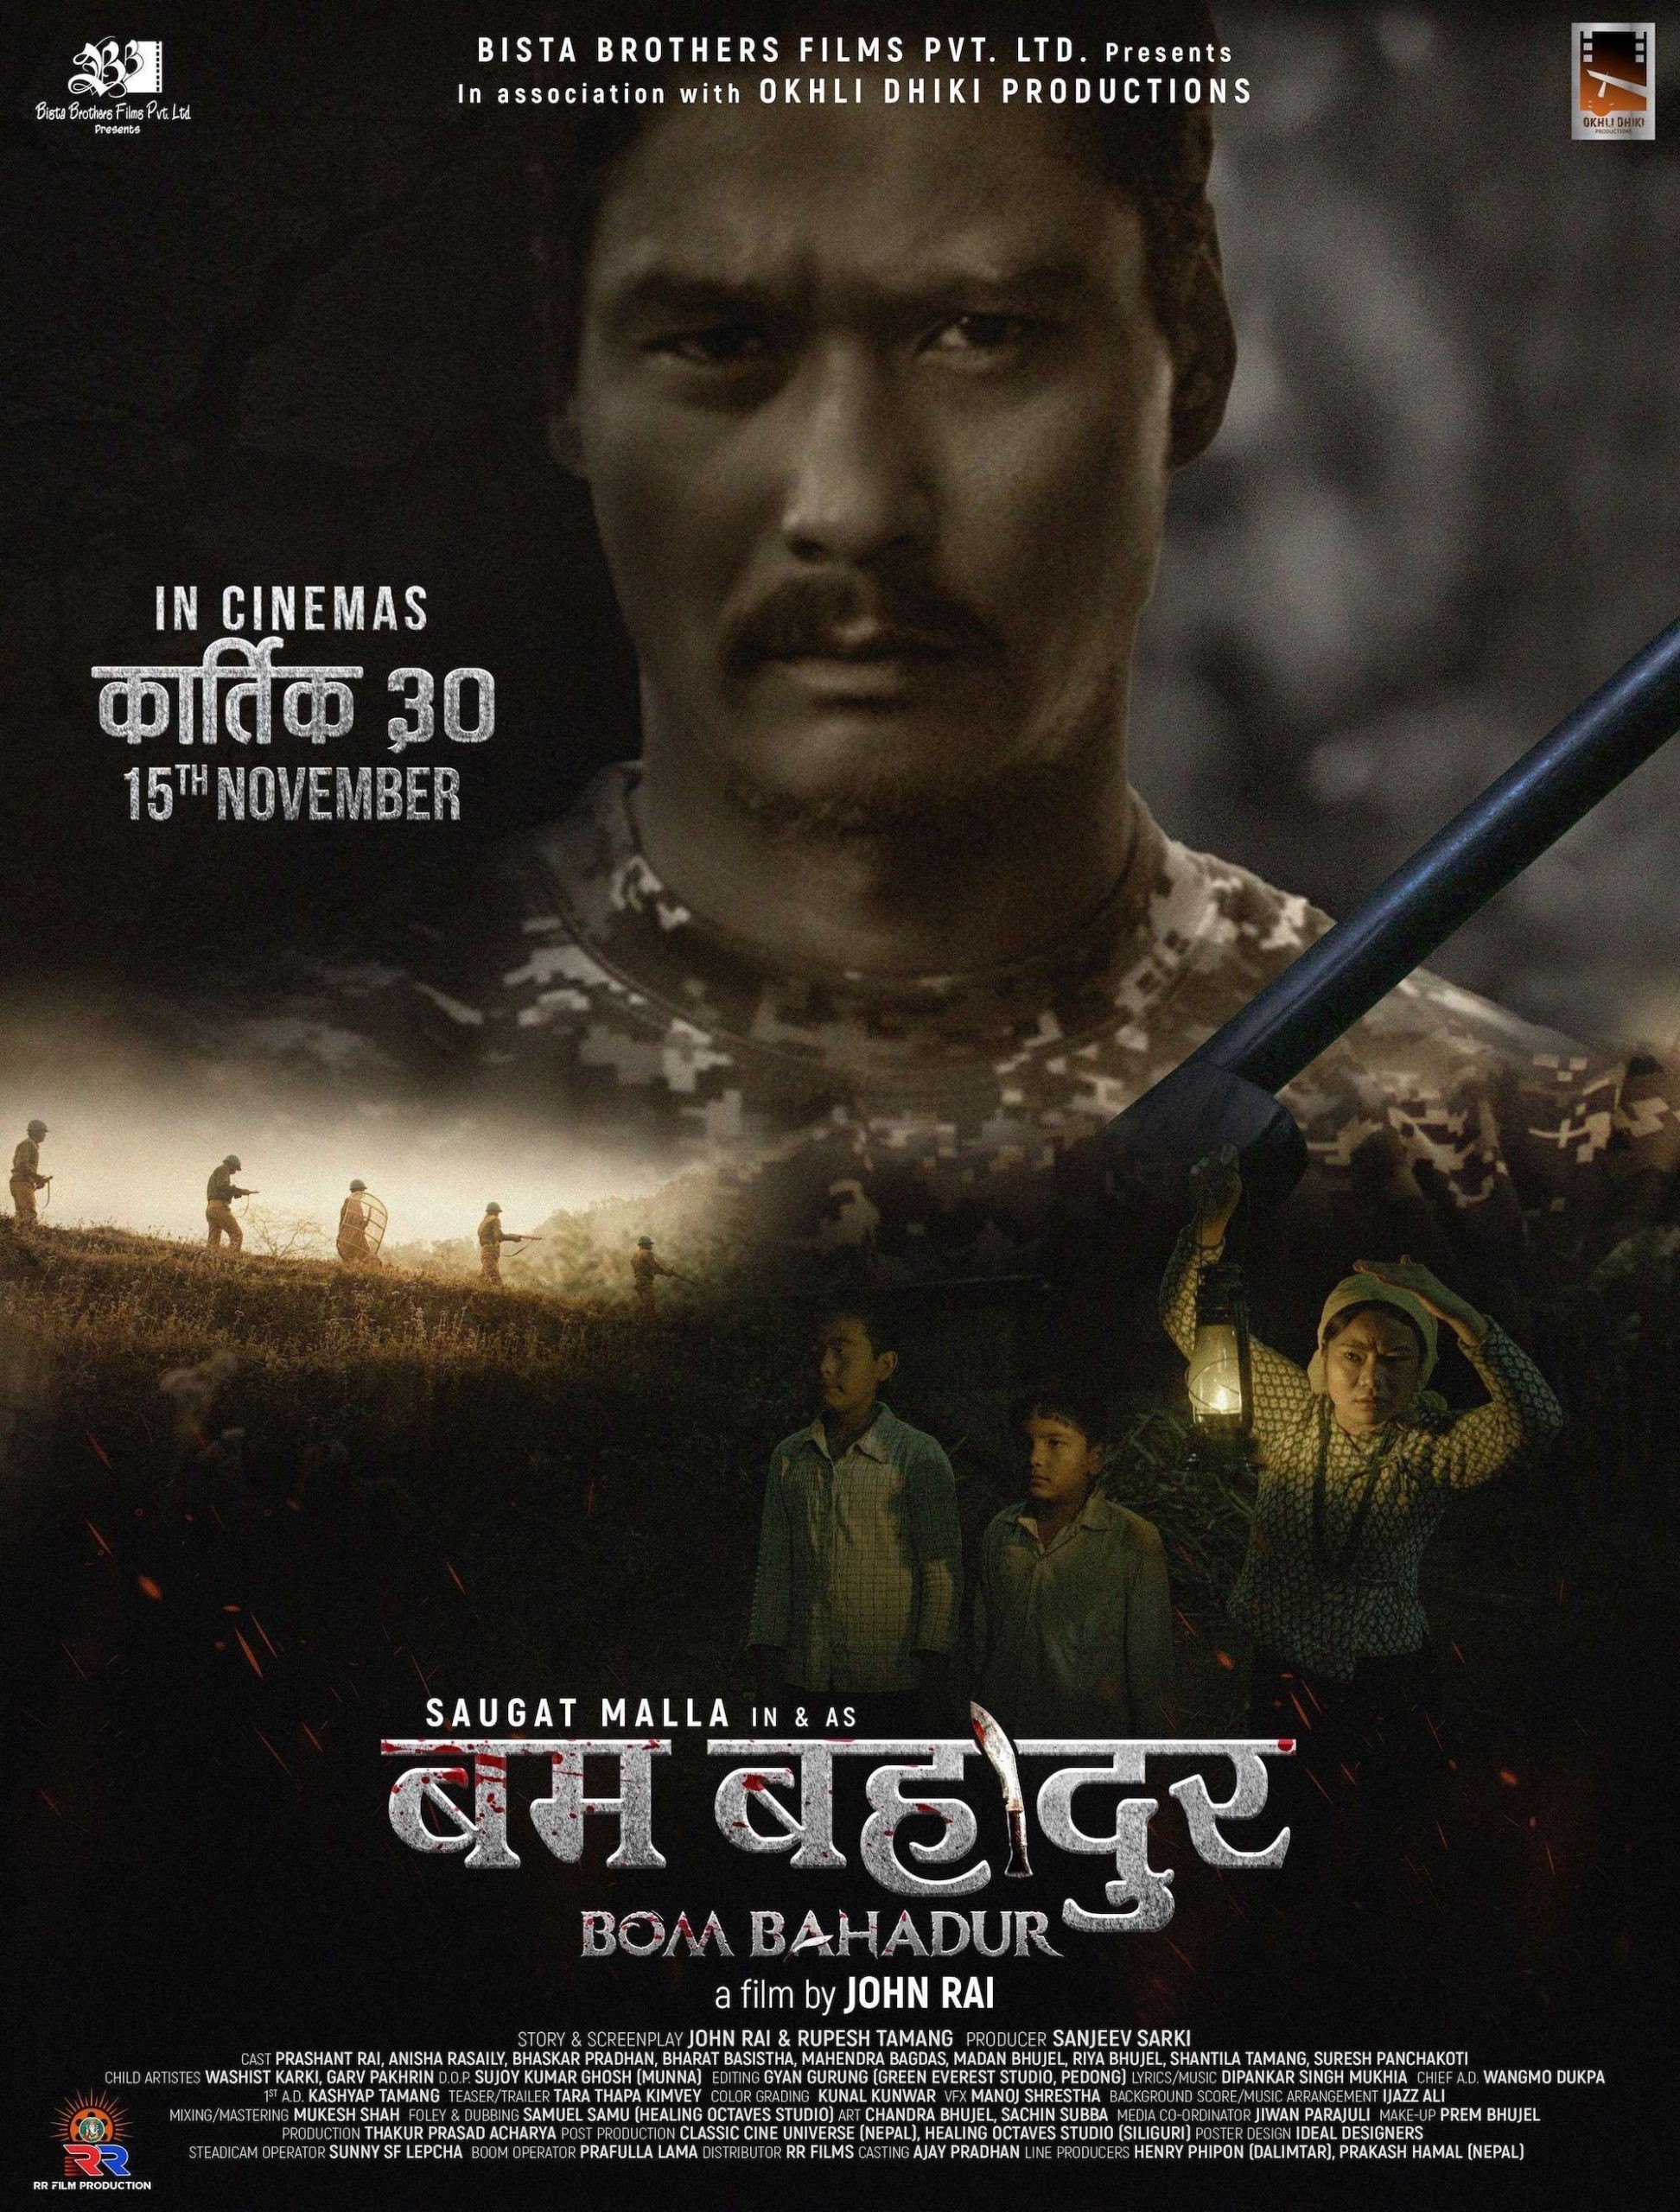 BISTA BROTHERS FILMS PVT. LTD. Presents
In association with OKHLI DHIKI PRODUCTIONS
Bista Brothers Films Pvt. Ltd.
Presents
OKHLI DHIKI
PRODUCTIONS
IN CINEMAS
कार्तिक ३०
15TH NOVEMBER
SAUGAT MALLA IN & AS
बम बहादुर
BOM BAHADUR
a film by JOHN RAI
STORY & SCREENPLAY JOHN RAI & RUPESH TAMANG PRODUCER SANJEEV SARKI
CAST PRASHANT RAI, ANISHA RASAILY, BHASKAR PRADHAN, BHARAT BASISTHA, MAHENDRA BAGDAS, MADAN BHUJEL, RIYA BHUJEL, SHANTILA TAMANG, SURESH PANCHAKOTI
CHILD ARTISTES WASHIST KARKI, GARV PAKHRIN D.O.P. SUJOY KUMAR GHOSH (MUNNA) EDITING GYAN GURUNG (GREEN EVEREST STUDIO, PEDONG) LYRICS/MUSIC DIPANKAR SINGH MUKHIA CHIEF A.D. WANGMO DUKPA
1ST A.D. KASHYAP TAMANG TEASER/TRAILER TARA THAPA KIMVEY COLOR GRADING KUNAL KUNWAR VFX MANOJ SHRESTHA BACKGROUND SCORE/MUSIC ARRANGEMENT IJAZZ ALI
MIXING/MASTERING MUKESH SHAH FOLEY & DUBBING SAMUEL SAMU (HEALING OCTAVES STUDIO) ART CHANDRA BHUJEL, SACHIN SUBBA MEDIA CO-ORDINATOR JIWAN PARAJULI MAKE-UP PREM BHUJEL
PRODUCTION THAKUR PRASAD ACHARYA POST PRODUCTION CLASSIC CINE UNIVERSE (NEPAL), HEALING OCTAVES STUDIO (SILIGURI) POSTER DESIGN IDEAL DESIGNERS
STEADICAM OPERATOR SUNNY SF LEPCHA BOOM OPERATOR PRAFULLA LAMA DISTRIBUTOR RR FILMS CASTING AJAY PRADHAN LINE PRODUCERS HENRY PHIPON (DALIMTAR), PRAKASH HAMAL (NEPAL)
RR
RR FILM PRODUCTION